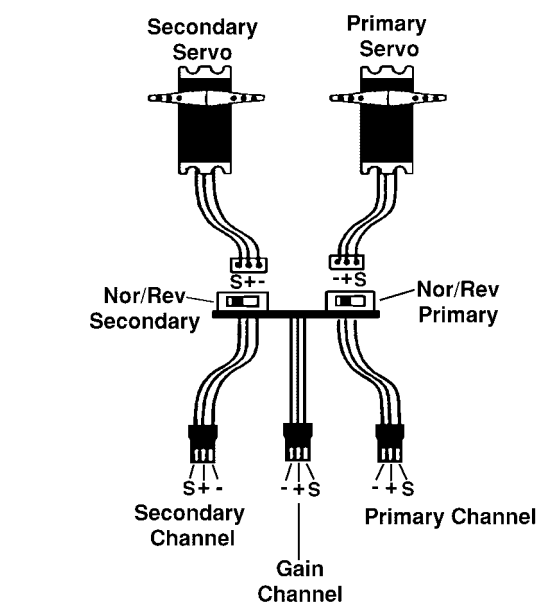 Secondary
Servo
Primary
Servo
S+-
-+S
Nor/Rev
Secondary
Nor/Rev
Primary
S+-
-+S
-+S
Secondary
Channel
Gain
Channel
Primary Channel